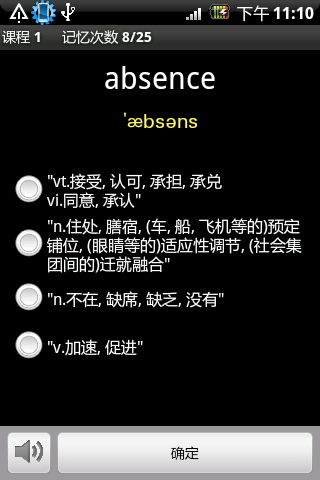 下午 11:10
课程 1 记忆次数 8/25
absence
ˈæbsəns
"vt.接受, 认可, 承担, 承兑
vi.同意, 承认"
"n.住处, 膳宿, (车, 船, 飞机等的)预定
铺位, (眼睛等的)适应性调节, (社会集
团间的)迁就融合"
"n.不在, 缺席, 缺乏, 没有"
"v.加速, 促进"
确定